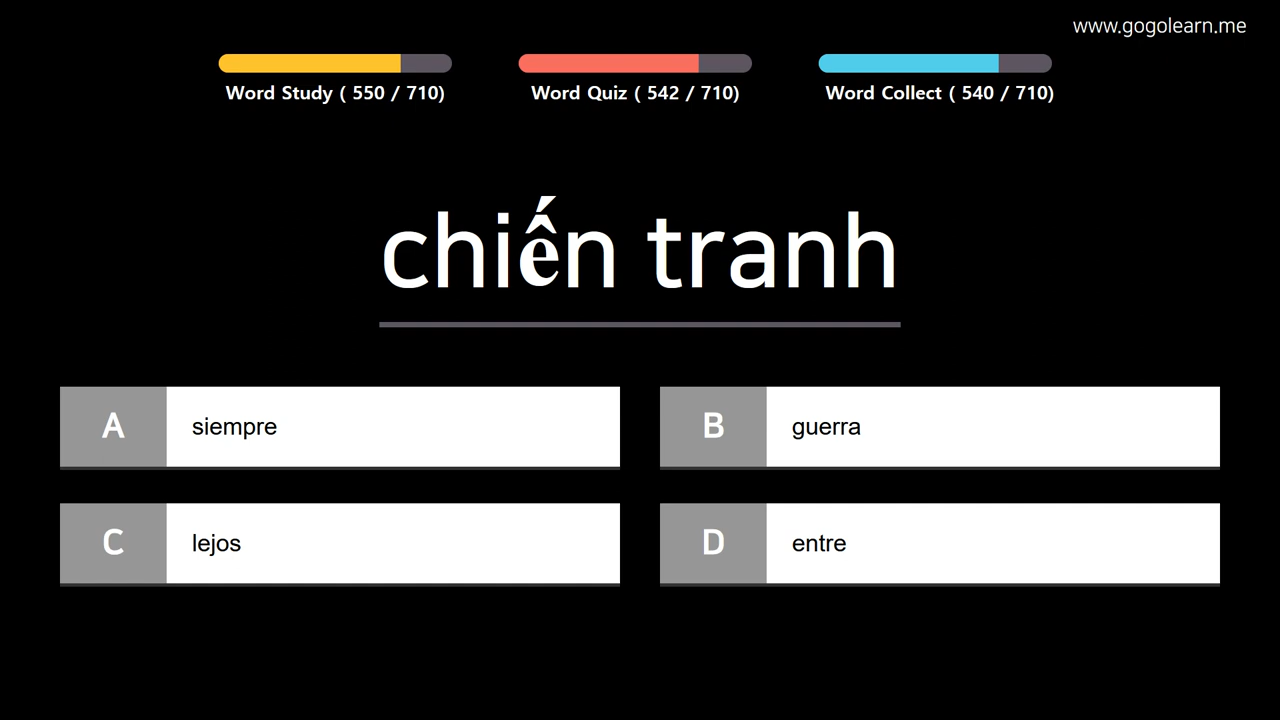 www.gogolearn.me
Word Study ( 550 / 710)
Word Quiz ( 542 / 710)
Word Collect ( 540 / 710)
chiến tranh
A
siempre
B
guerra
C
lejos
D
entre